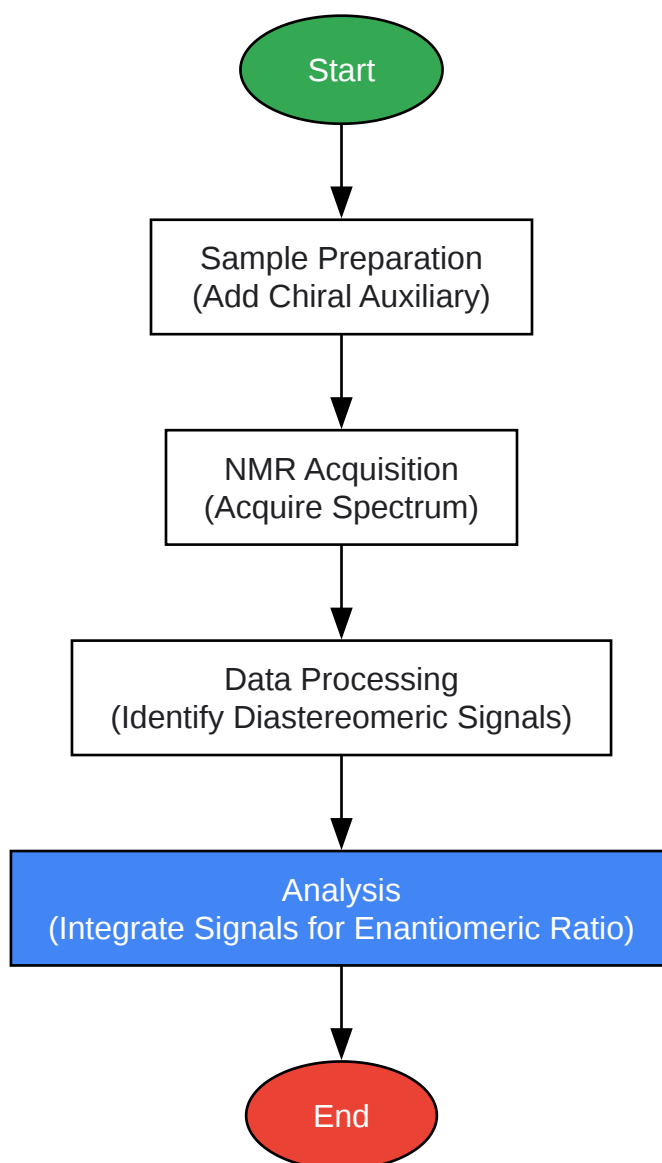 Start
Sample Preparation
(Add Chiral Auxiliary)
NMR Acquisition
(Acquire Spectrum)
Data Processing
(Identify Diastereomeric Signals)
Analysis
(Integrate Signals for Enantiomeric Ratio)
End